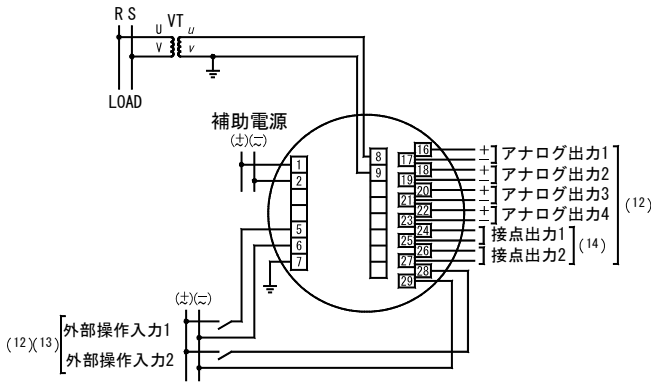 R S
VT
U u
V v
LOAD
補助電源
(±)(−)
1
2
5
6
7
8
9
16
17
18
19
20
21
22
23
24
25
26
27
28
29
+
− アナログ出力1
+
− アナログ出力2
+
− アナログ出力3
+
− アナログ出力4
(12)
接点出力1
接点出力2
(14)
(±)(−)
(12)(13)
外部操作入力1
外部操作入力2